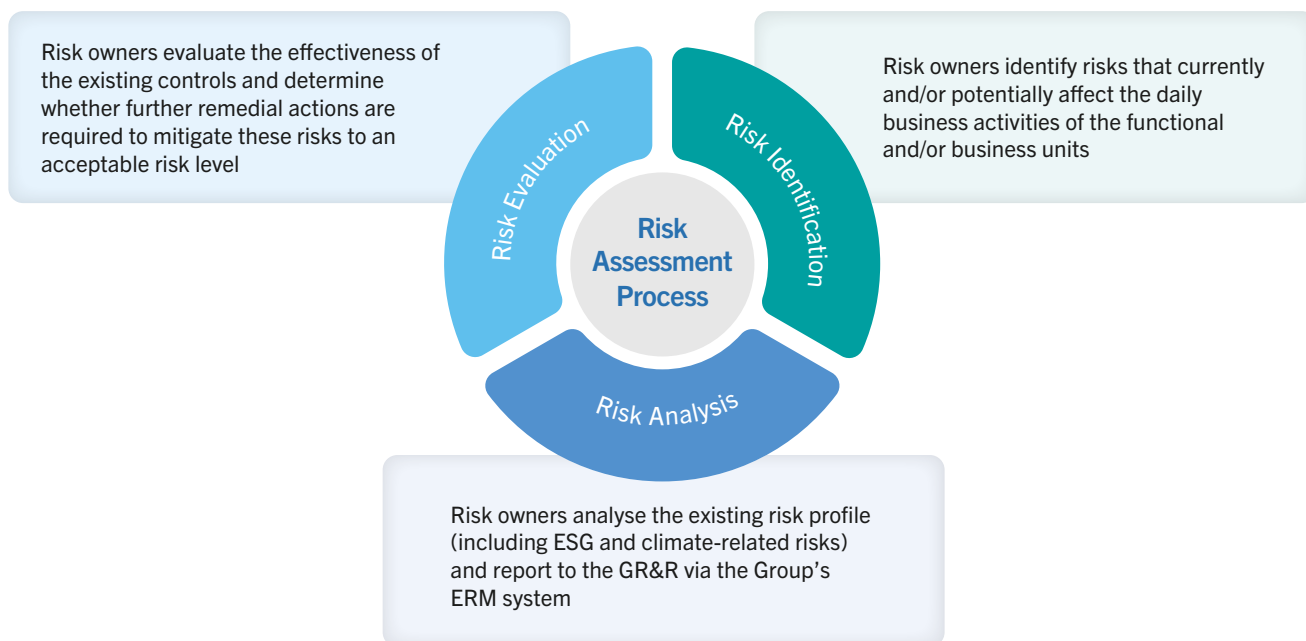 Risk owners evaluate the effectiveness of
the existing controls and determine
whether further remedial actions are
required to mitigate these risks to an
acceptable risk level
Risk Evaluation
Risk
Assessment
Process
Risk Identification
Risk owners identify risks that currently
and/or potentially affect the daily
business activities of the functional
and/or business units
Risk Analysis
Risk owners analyse the existing risk profile
(including ESG and climate-related risks)
and report to the GR&R via the Group’s
ERM system